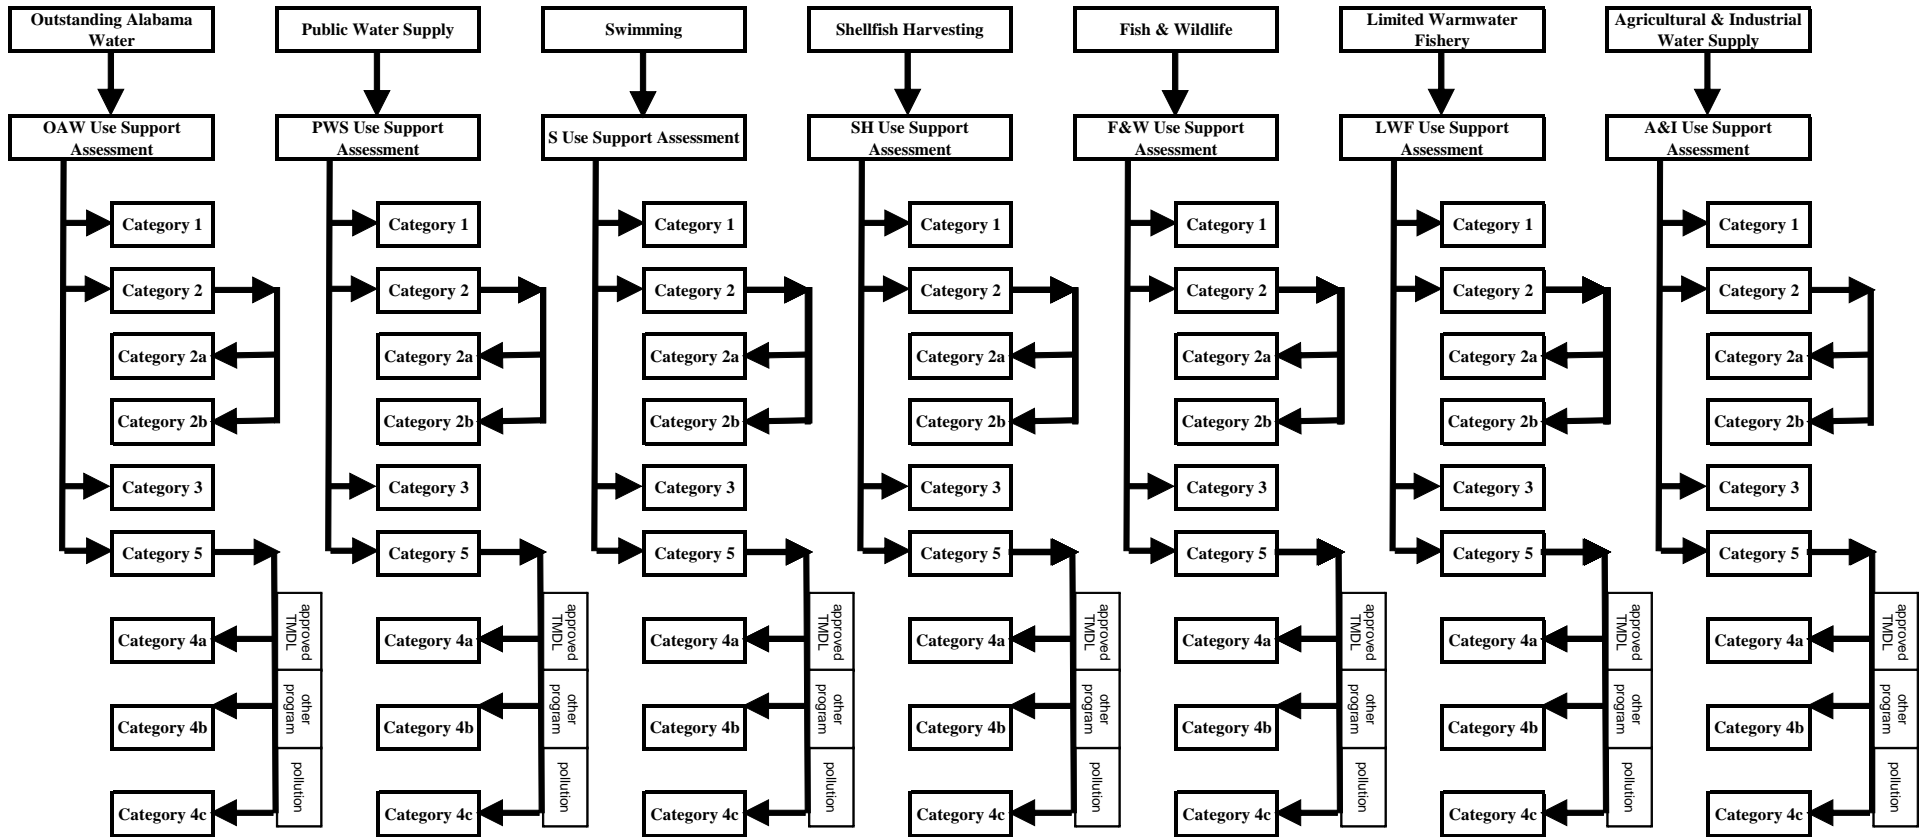 Outstanding Alabama
Water
Public Water Supply
Swimming
Shellfish Harvesting
Fish & Wildlife
Limited Warmwater
Fishery
Agricultural & Industrial
Water Supply
OAW Use Support
Assessment
PWS Use Support
Assessment
S Use Support Assessment
SH Use Support
Assessment
F&W Use Support
Assessment
LWF Use Support
Assessment
A&I Use Support
Assessment
Category 1
Category 1
Category 1
Category 1
Category 1
Category 1
Category 1
Category 2
Category 2
Category 2
Category 2
Category 2
Category 2
Category 2
Category 2a
Category 2a
Category 2a
Category 2a
Category 2a
Category 2a
Category 2a
Category 2b
Category 2b
Category 2b
Category 2b
Category 2b
Category 2b
Category 2b
Category 3
Category 3
Category 3
Category 3
Category 3
Category 3
Category 3
Category 5
Category 5
Category 5
Category 5
Category 5
Category 5
Category 5
approved
TMDL
approved
TMDL
approved
TMDL
approved
TMDL
approved
TMDL
approved
TMDL
approved
TMDL
Category 4a
Category 4a
Category 4a
Category 4a
Category 4a
Category 4a
Category 4a
other
program
other
program
other
program
other
program
other
program
other
program
other
program
Category 4b
Category 4b
Category 4b
Category 4b
Category 4b
Category 4b
Category 4b
pollution
pollution
pollution
pollution
pollution
pollution
pollution
Category 4c
Category 4c
Category 4c
Category 4c
Category 4c
Category 4c
Category 4c